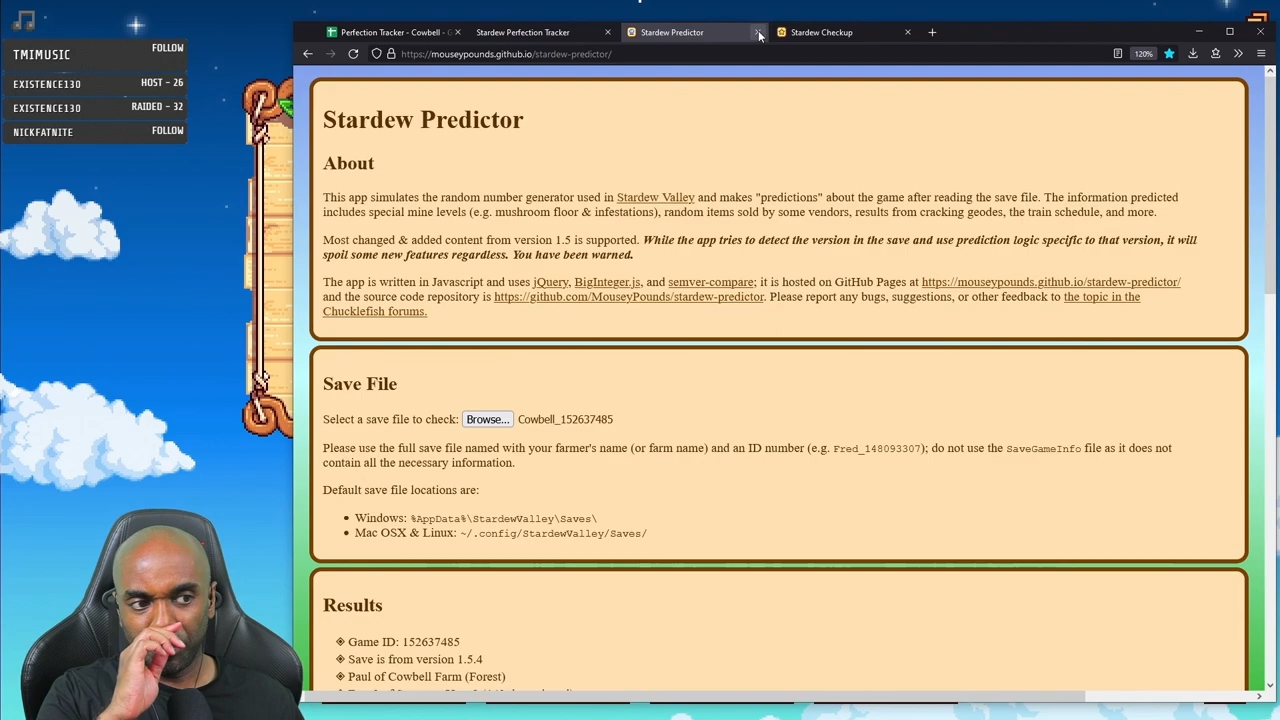 TMIMUSIC FOLLOW
EXISTENCE130 HOST - 26
EXISTENCE130 RAIDED - 32
NICKFATNITE FOLLOW
Perfection Tracker - Cowbell - G
Stardew Perfection Tracker
Stardew Predictor
Stardew Checkup
https://mouseypounds.github.io/stardew-predictor/
120%
Stardew Predictor
About
This app simulates the random number generator used in Stardew Valley and makes "predictions" about the game after reading the save file. The information predicted
includes special mine levels (e.g. mushroom floor & infestations), random items sold by some vendors, results from cracking geodes, the train schedule, and more.
Most changed & added content from version 1.5 is supported. While the app tries to detect the version in the save and use prediction logic specific to that version, it will
spoil some new features regardless. You have been warned.
The app is written in Javascript and uses jQuery, BigInteger.js, and semver-compare; it is hosted on GitHub Pages at https://mouseypounds.github.io/stardew-predictor/
and the source code repository is https://github.com/MouseyPounds/stardew-predictor. Please report any bugs, suggestions, or other feedback to the topic in the
Chucklefish forums.
Save File
Select a save file to check: Browse... Cowbell_152637485
Please use the full save file named with your farmer's name (or farm name) and an ID number (e.g. Fred_148093307); do not use the SaveGameInfo file as it does not
contain all the necessary information.
Default save file locations are:
Windows: %AppData%\StardewValley\Saves\
Mac OSX & Linux: ~/.config/StardewValley/Saves/
Results
Game ID: 152637485
Save is from version 1.5.4
Paul of Cowbell Farm (Forest)